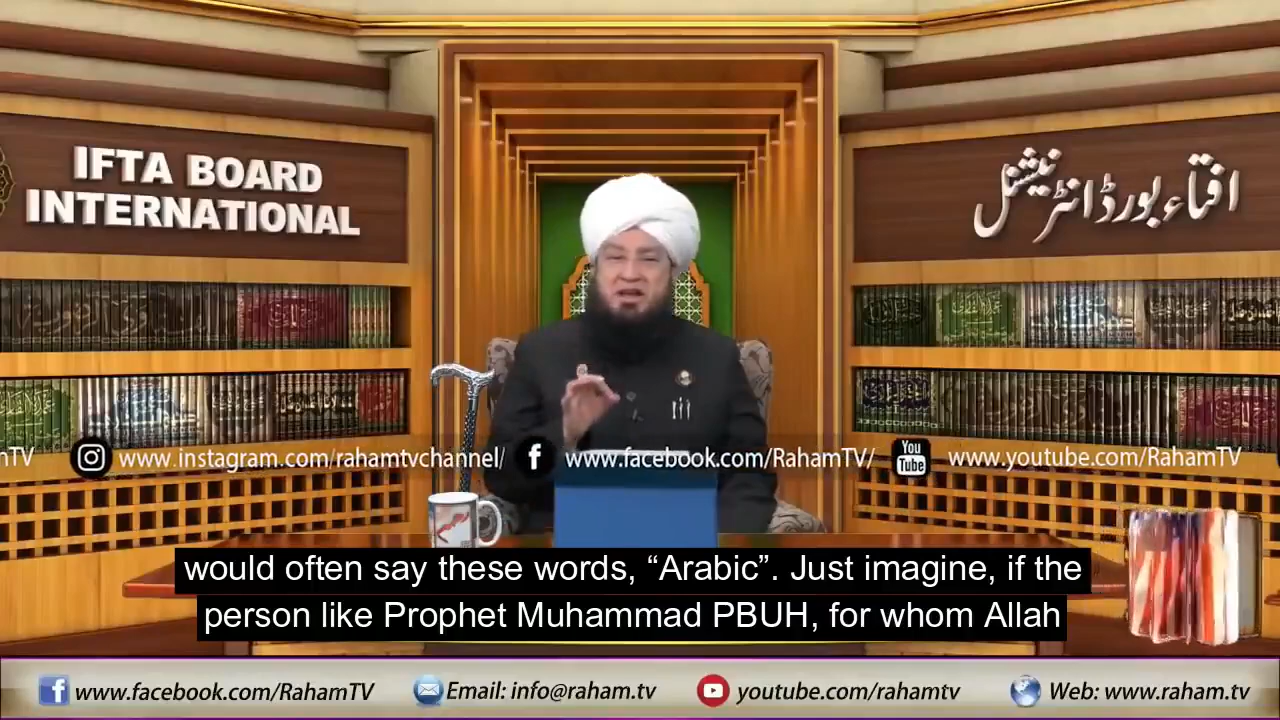 IFTA BOARD
INTERNATIONAL
افتاء بورڈ انٹرنیشنل
nTV
www.instagram.com/rahamtvchannel/
www.facebook.com/RahamTV/
You
Tube
www.youtube.com/RahamTV
would often say these words, “Arabic”. Just imagine, if the
person like Prophet Muhammad PBUH, for whom Allah
www.facebook.com/RahamTV
Email: info@raham.tv
youtube.com/rahamtv
Web: www.raham.tv